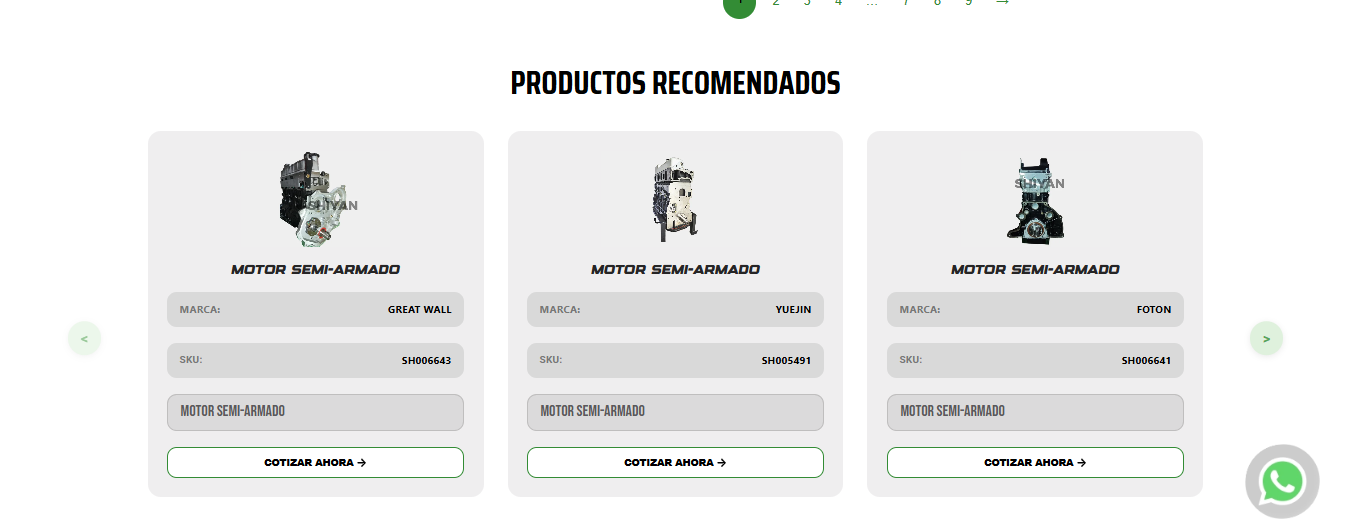 1 2 3 4 … 7 8 9 →
PRODUCTOS RECOMENDADOS
SHIYAN
SHIYAN
MOTOR SEMI-ARMADO
MOTOR SEMI-ARMADO
MOTOR SEMI-ARMADO
MARCA: GREAT WALL
MARCA: YUEJIN
MARCA: FOTON
< >
SKU: SH006643
SKU: SH005491
SKU: SH006641
MOTOR SEMI-ARMADO
MOTOR SEMI-ARMADO
MOTOR SEMI-ARMADO
COTIZAR AHORA →
COTIZAR AHORA →
COTIZAR AHORA →